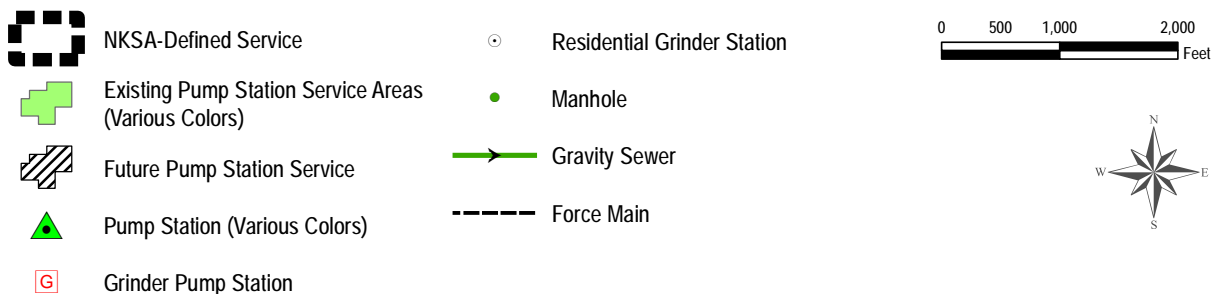 NKSA-Defined Service
Existing Pump Station Service Areas
(Various Colors)
Future Pump Station Service
Pump Station (Various Colors)
G
Grinder Pump Station
Residential Grinder Station
Manhole
Gravity Sewer
Force Main
0 500 1,000 2,000
Feet
N
W E
S